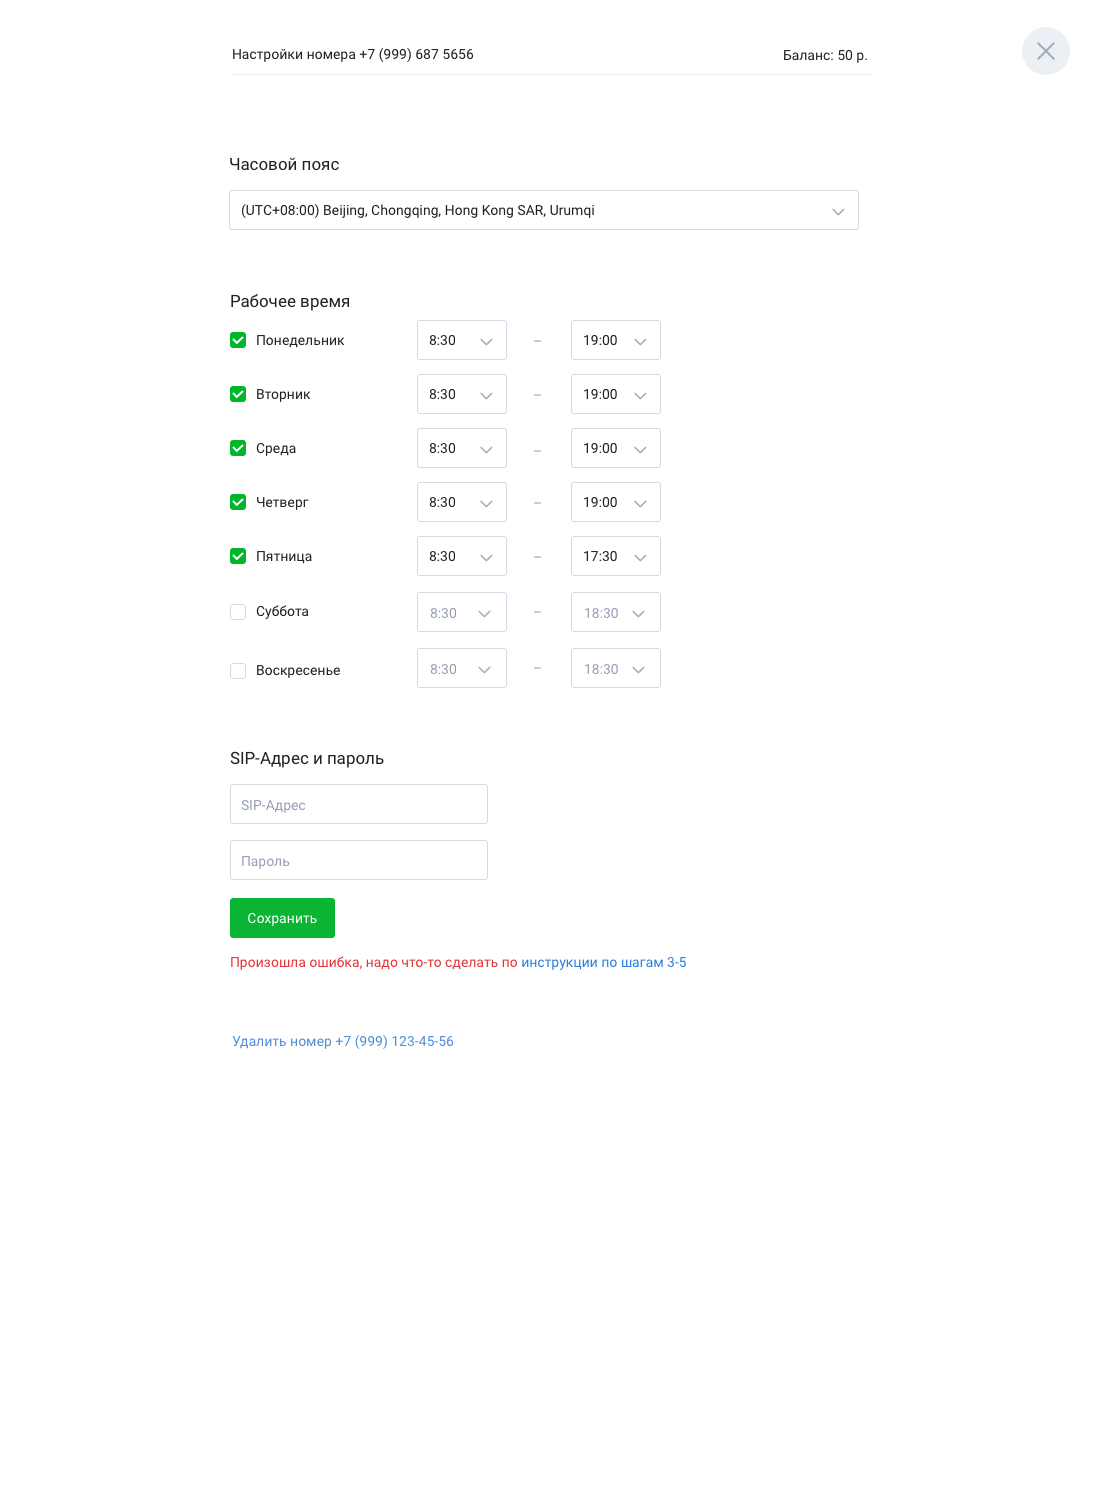 Настройки номера +7 (999) 687 5656
Баланс: 50 р.
Часовой пояс
(UTC+08:00) Beijing, Chongqing, Hong Kong SAR, Urumqi
Рабочее время
Понедельник 8:30 – 19:00
Вторник 8:30 – 19:00
Среда 8:30 – 19:00
Четверг 8:30 – 19:00
Пятница 8:30 – 17:30
Суббота 8:30 – 18:30
Воскресенье 8:30 – 18:30
SIP-Адрес и пароль
SIP-Адрес
Пароль
Сохранить
Произошла ошибка, надо что-то сделать по инструкции по шагам 3-5
Удалить номер +7 (999) 123-45-56